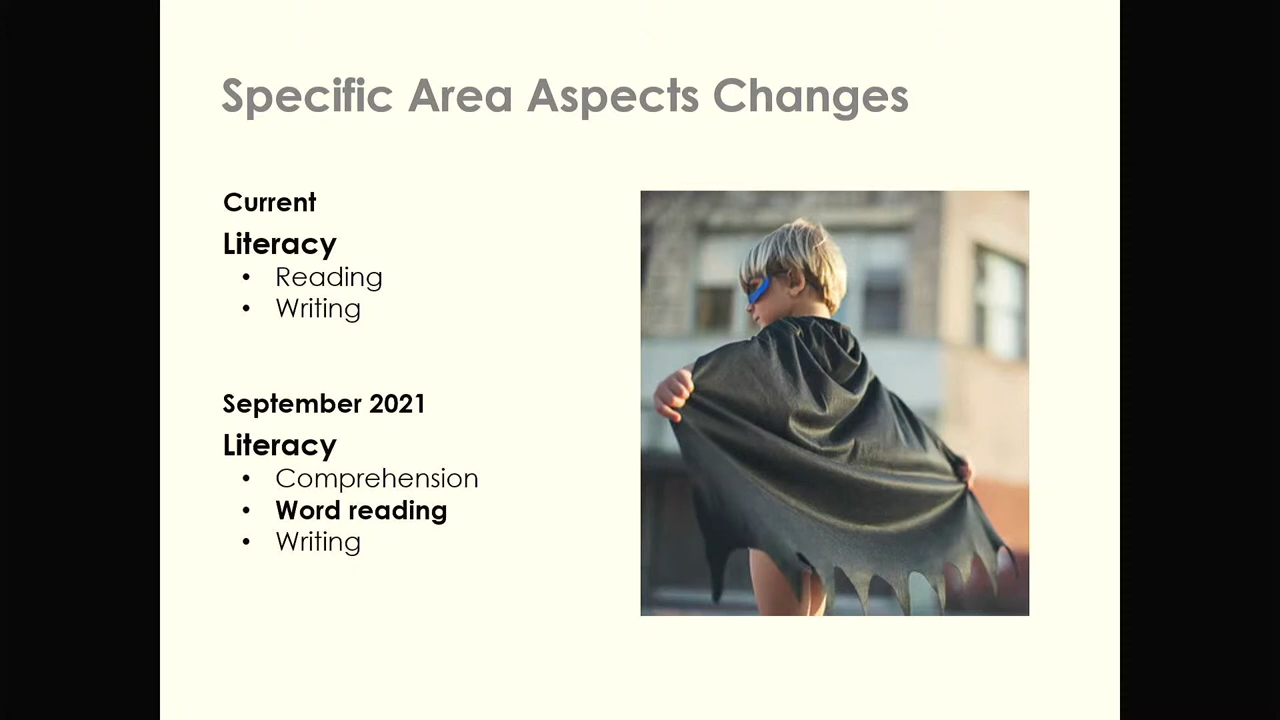 Specific Area Aspects Changes
Current
Literacy
• Reading
• Writing
September 2021
Literacy
• Comprehension
• Word reading
• Writing